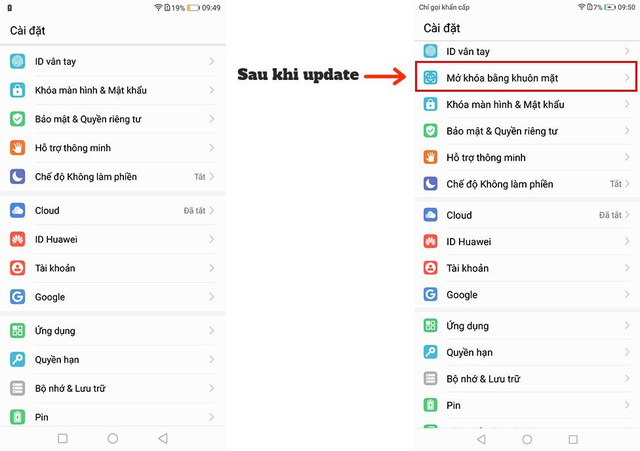 19% 09:49
Cài đặt
ID vân tay
Khóa màn hình & Mật khẩu
Bảo mật & Quyền riêng tư
Hỗ trợ thông minh
Chế độ Không làm phiền Tắt
Cloud Đã tắt
ID Huawei
Tài khoản
Google
Ứng dụng
Quyền hạn
Bộ nhớ & Lưu trữ
Pin
Sau khi update
Chỉ gọi khẩn cấp 7% 09:50
Cài đặt
ID vân tay
Mở khóa bằng khuôn mặt
Khóa màn hình & Mật khẩu
Bảo mật & Quyền riêng tư
Hỗ trợ thông minh
Chế độ Không làm phiền Tắt
Cloud Đã tắt
ID Huawei
Tài khoản
Google
Ứng dụng
Quyền hạn
Bộ nhớ & Lưu trữ
Pin